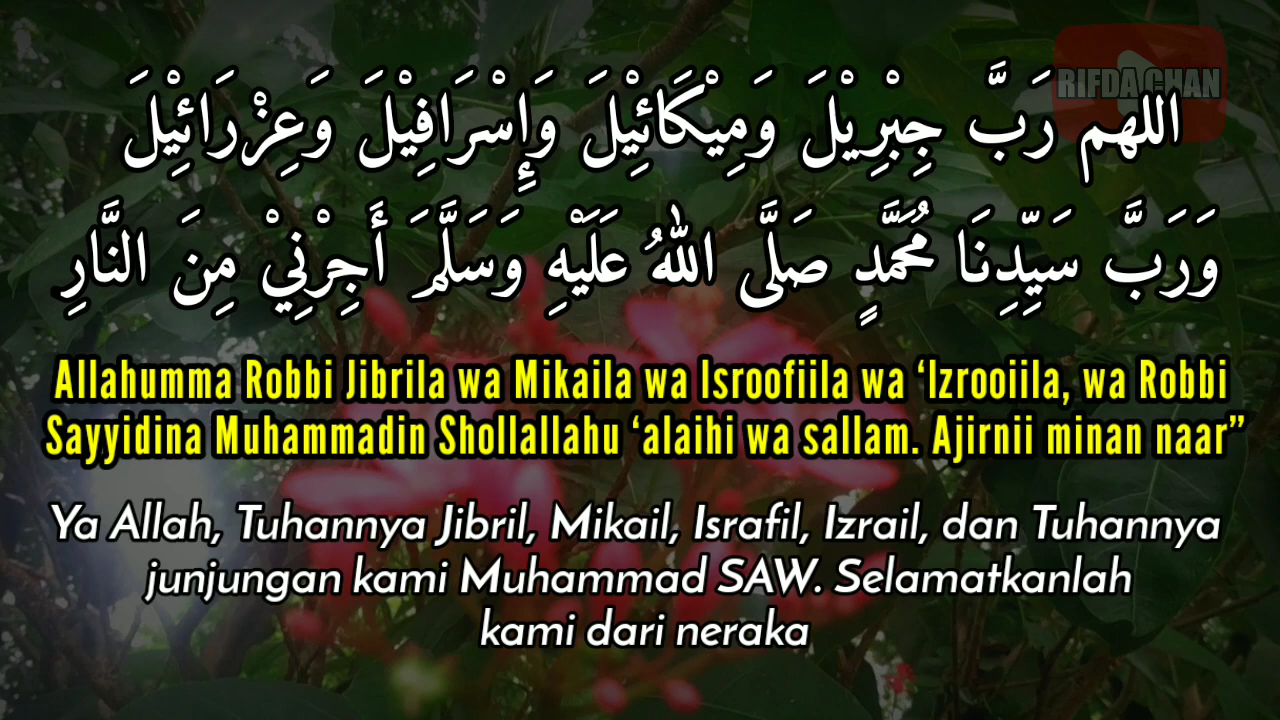 RIFDA CHAN
اللهم رَبَّ جِبْرِيْلَ وَمِيْكَائِيْلَ وَإِسْرَافِيْلَ وَعِزْرَائِيْلَ
وَرَبَّ سَيِّدِنَا مُحَمَّدٍ صَلَّى اللهُ عَلَيْهِ وَسَلَّمَ أَجِرْنِيْ مِنَ النَّارِ
Allahumma Robbi Jibrila wa Mikaila wa Isroofiila wa ‘Izrooiila, wa Robbi
Sayyidina Muhammadin Shollallahu ‘alaihi wa sallam. Ajirnii minan naar”
Ya Allah, Tuhannya Jibril, Mikail, Israfil, Izrail, dan Tuhannya
junjungan kami Muhammad SAW. Selamatkanlah
kami dari neraka